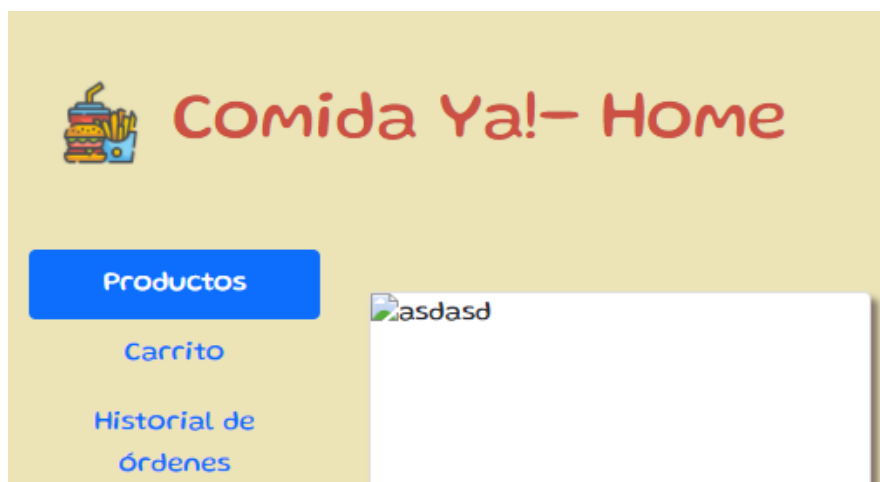 Comida Ya!– Home
Productos
asdasd
Carrito
Historial de
órdenes